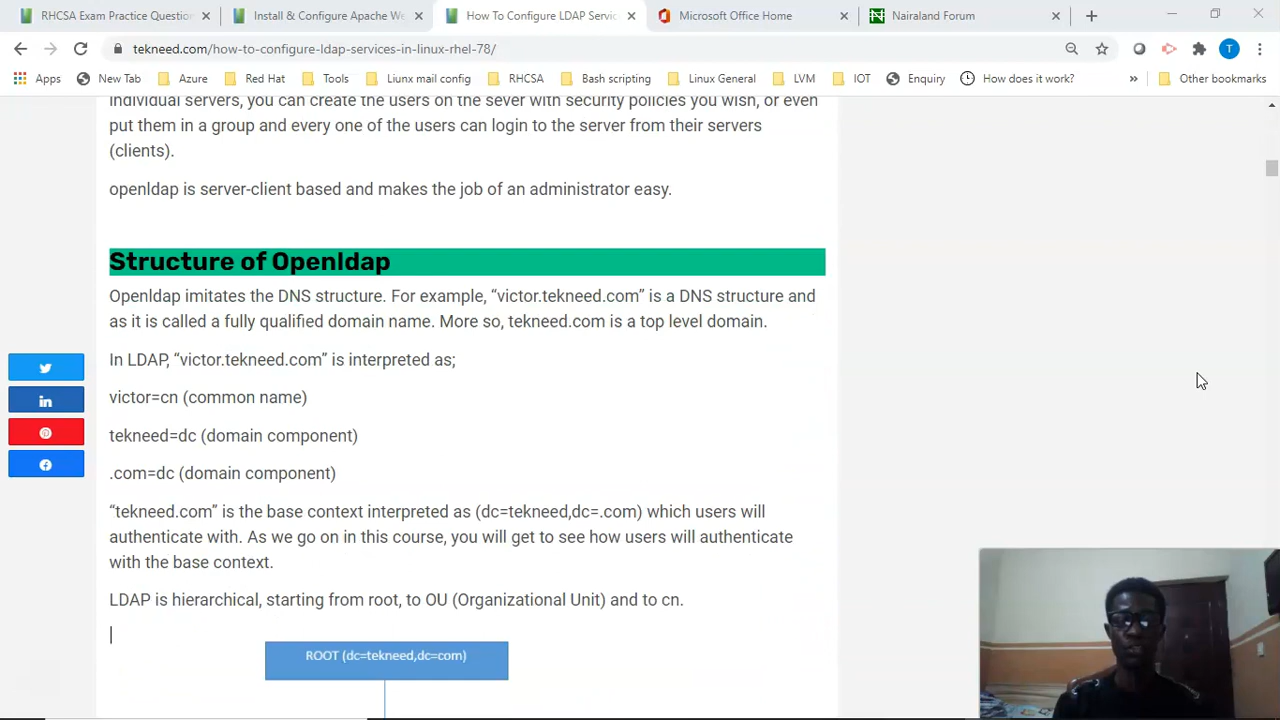 RHCSA Exam Practice Question
Install & Configure Apache We
How To Configure LDAP Servic
Microsoft Office Home
Nairaland Forum
tekneed.com/how-to-configure-ldap-services-in-linux-rhel-78/
T
Apps
New Tab
Azure
Red Hat
Tools
Liunx mail config
RHCSA
Bash scripting
Linux General
LVM
IOT
Enquiry
How does it work?
»
Other bookmarks
individual servers, you can create the users on the sever with security policies you wish, or even
put them in a group and every one of the users can login to the server from their servers
(clients).
openldap is server-client based and makes the job of an administrator easy.
Structure of Openldap
Openldap imitates the DNS structure. For example, “victor.tekneed.com” is a DNS structure and
as it is called a fully qualified domain name. More so, tekneed.com is a top level domain.
In LDAP, “victor.tekneed.com” is interpreted as;
victor=cn (common name)
tekneed=dc (domain component)
.com=dc (domain component)
“tekneed.com” is the base context interpreted as (dc=tekneed,dc=.com) which users will
authenticate with. As we go on in this course, you will get to see how users will authenticate
with the base context.
LDAP is hierarchical, starting from root, to OU (Organizational Unit) and to cn.
ROOT (dc=tekneed,dc=com)